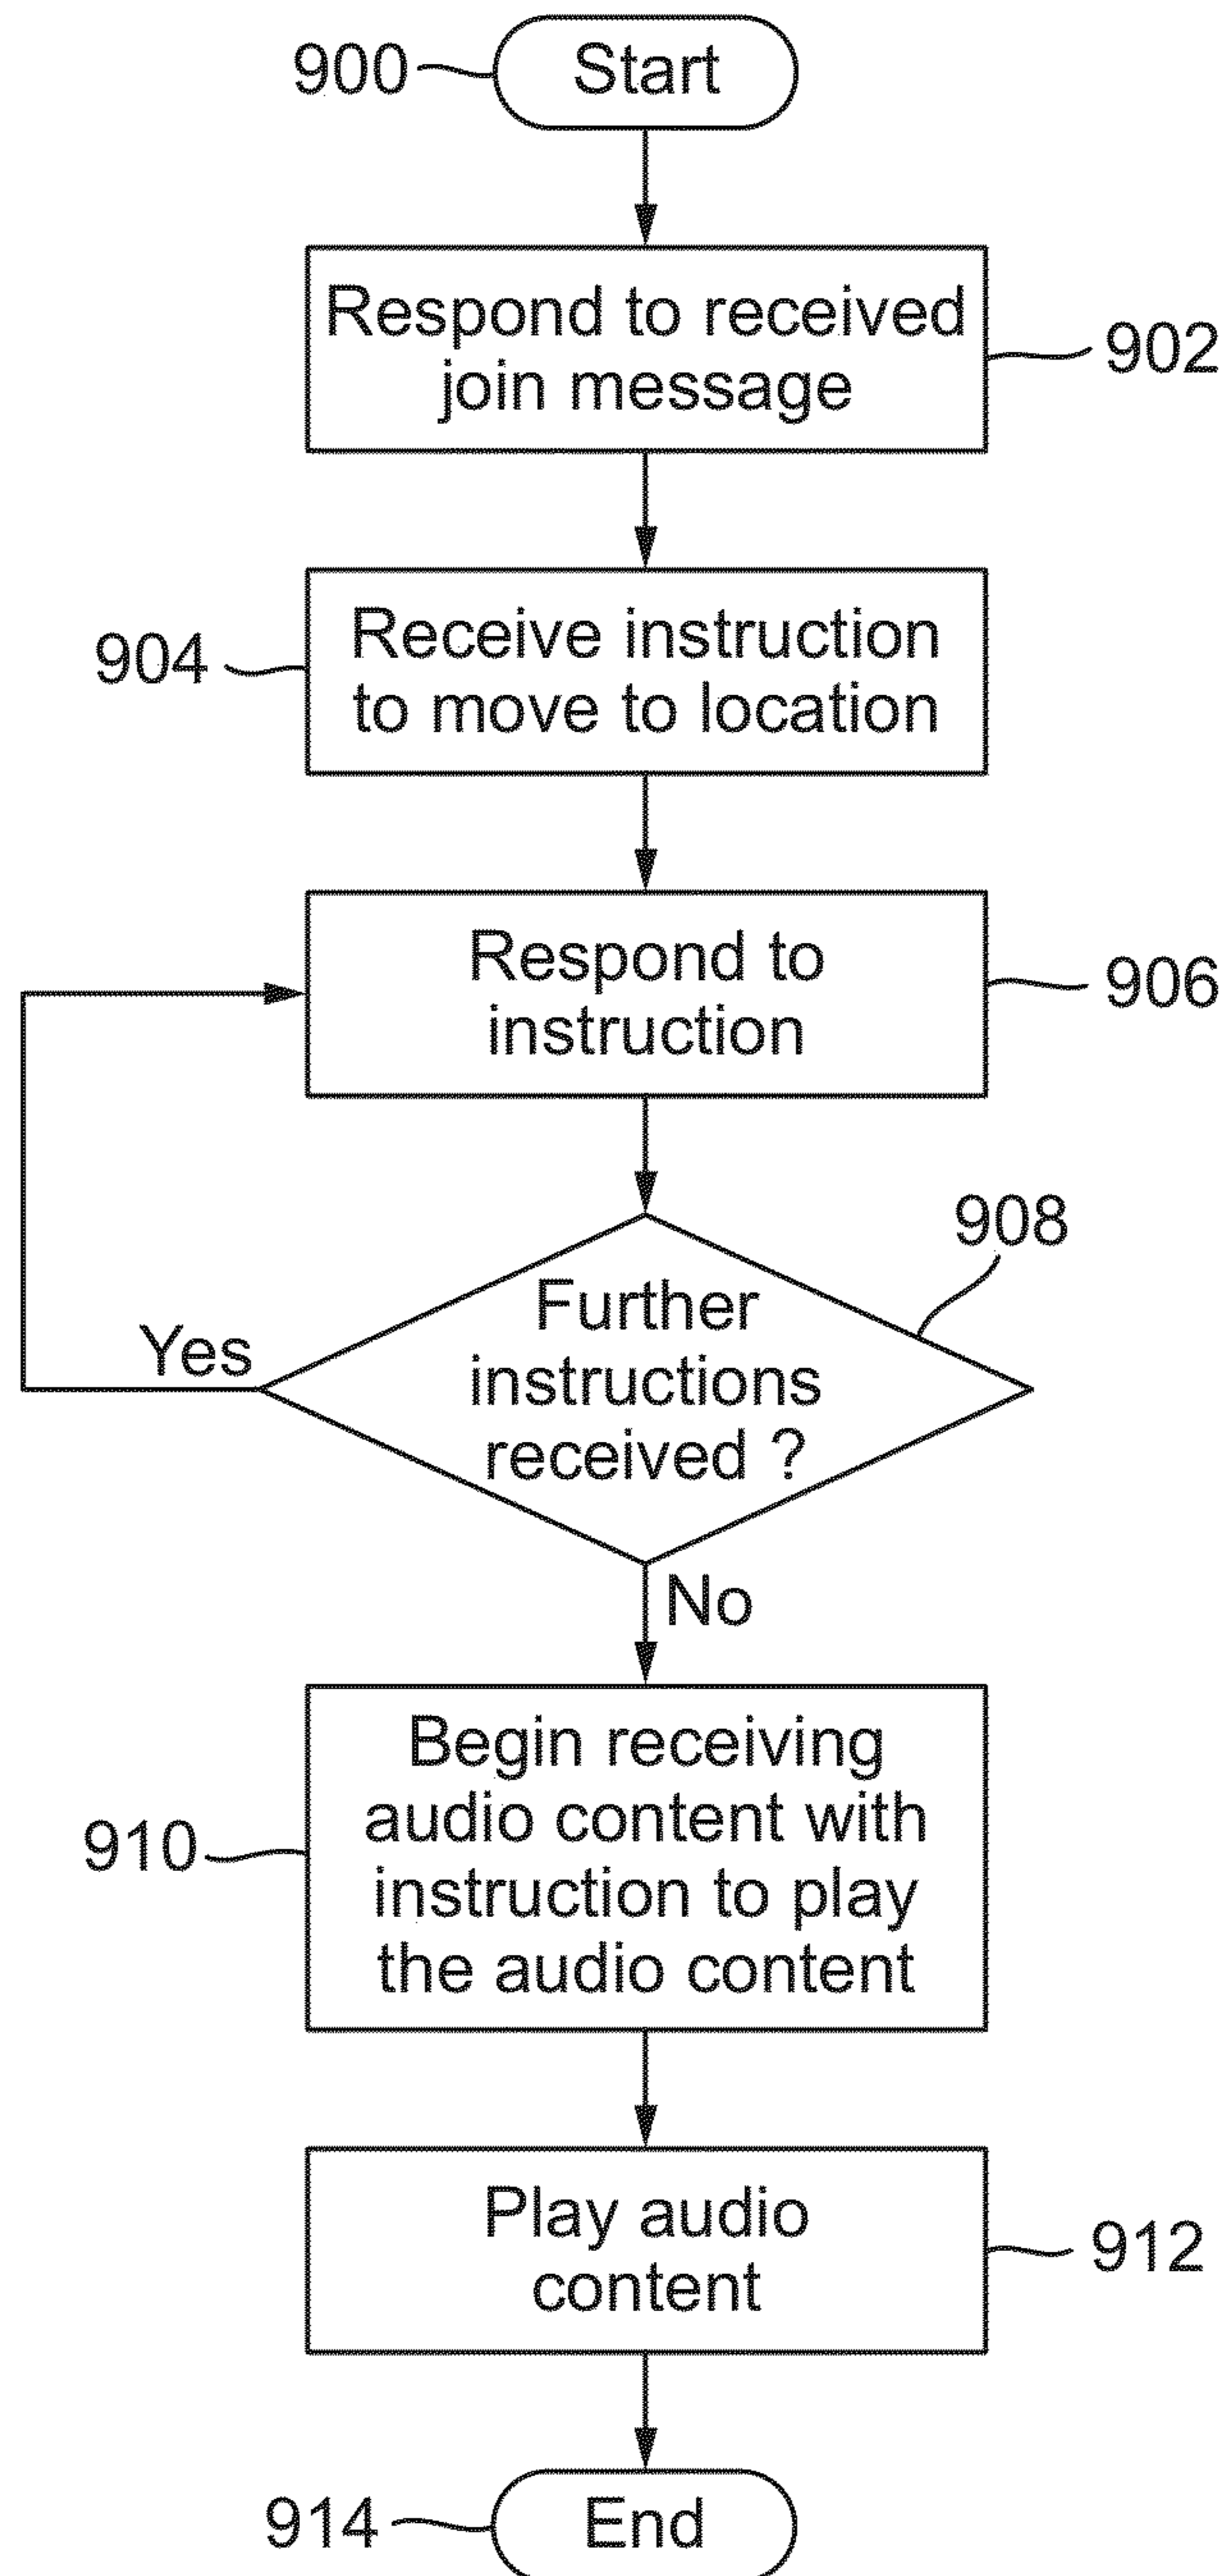 900
Start
Respond to received
join message
902
904
Receive instruction
to move to location
Respond to
instruction
906
908
Further
instructions
received ?
Yes
No
910
Begin receiving
audio content with
instruction to play
the audio content
Play audio
content
912
914
End